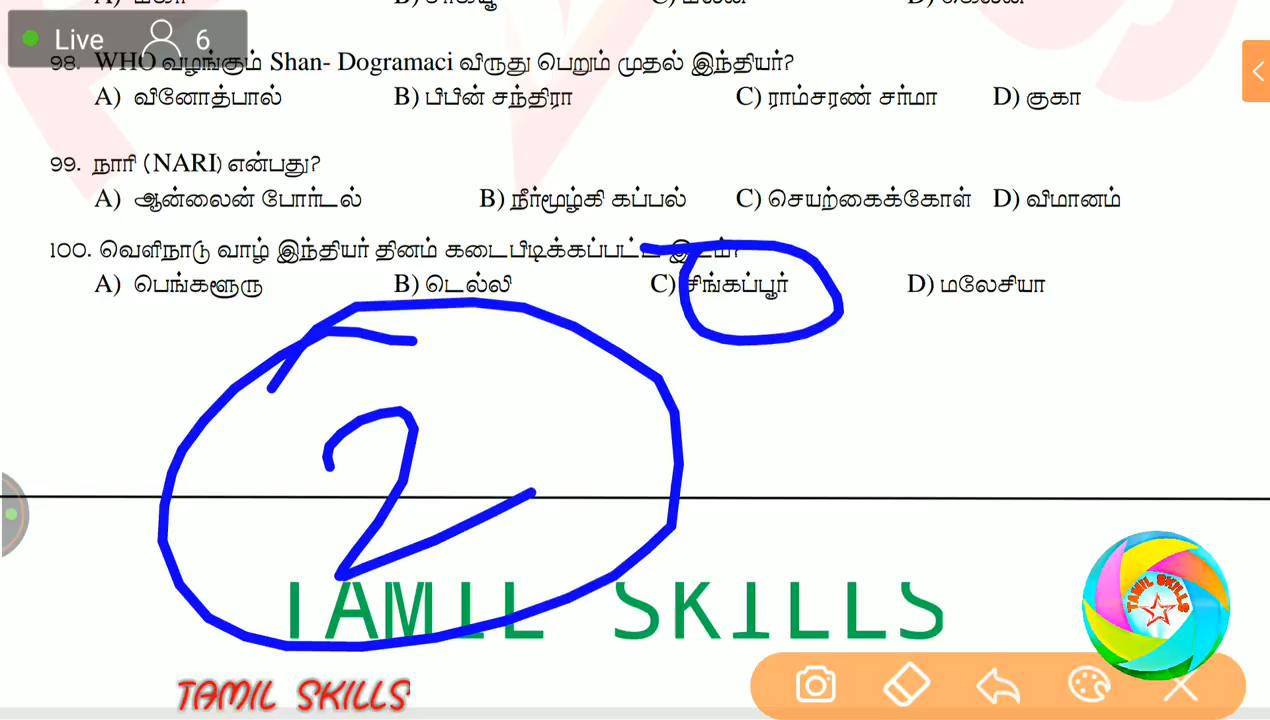 Live 6
98. WHO வழங்கும் Shan- Dogramaci விருது பெறும் முதல் இந்தியர்?
A) வினோத்பால் B) பிபின் சந்திரா C) ராம்சரண் சர்மா D) குகா
99. நாரி (NARI) என்பது?
A) ஆன்லைன் போர்டல் B) நீர்மூழ்கி கப்பல் C) செயற்கைக்கோள் D) விமானம்
100. வெளிநாடு வாழ் இந்தியர் தினம் கடைபிடிக்கப்பட்ட இடம்?
A) பெங்களூரு B) டெல்லி C) சிங்கப்பூர் D) மலேசியா
2
TAMIL SKILLS
TAMIL SKILLS
TAMIL SKILLS